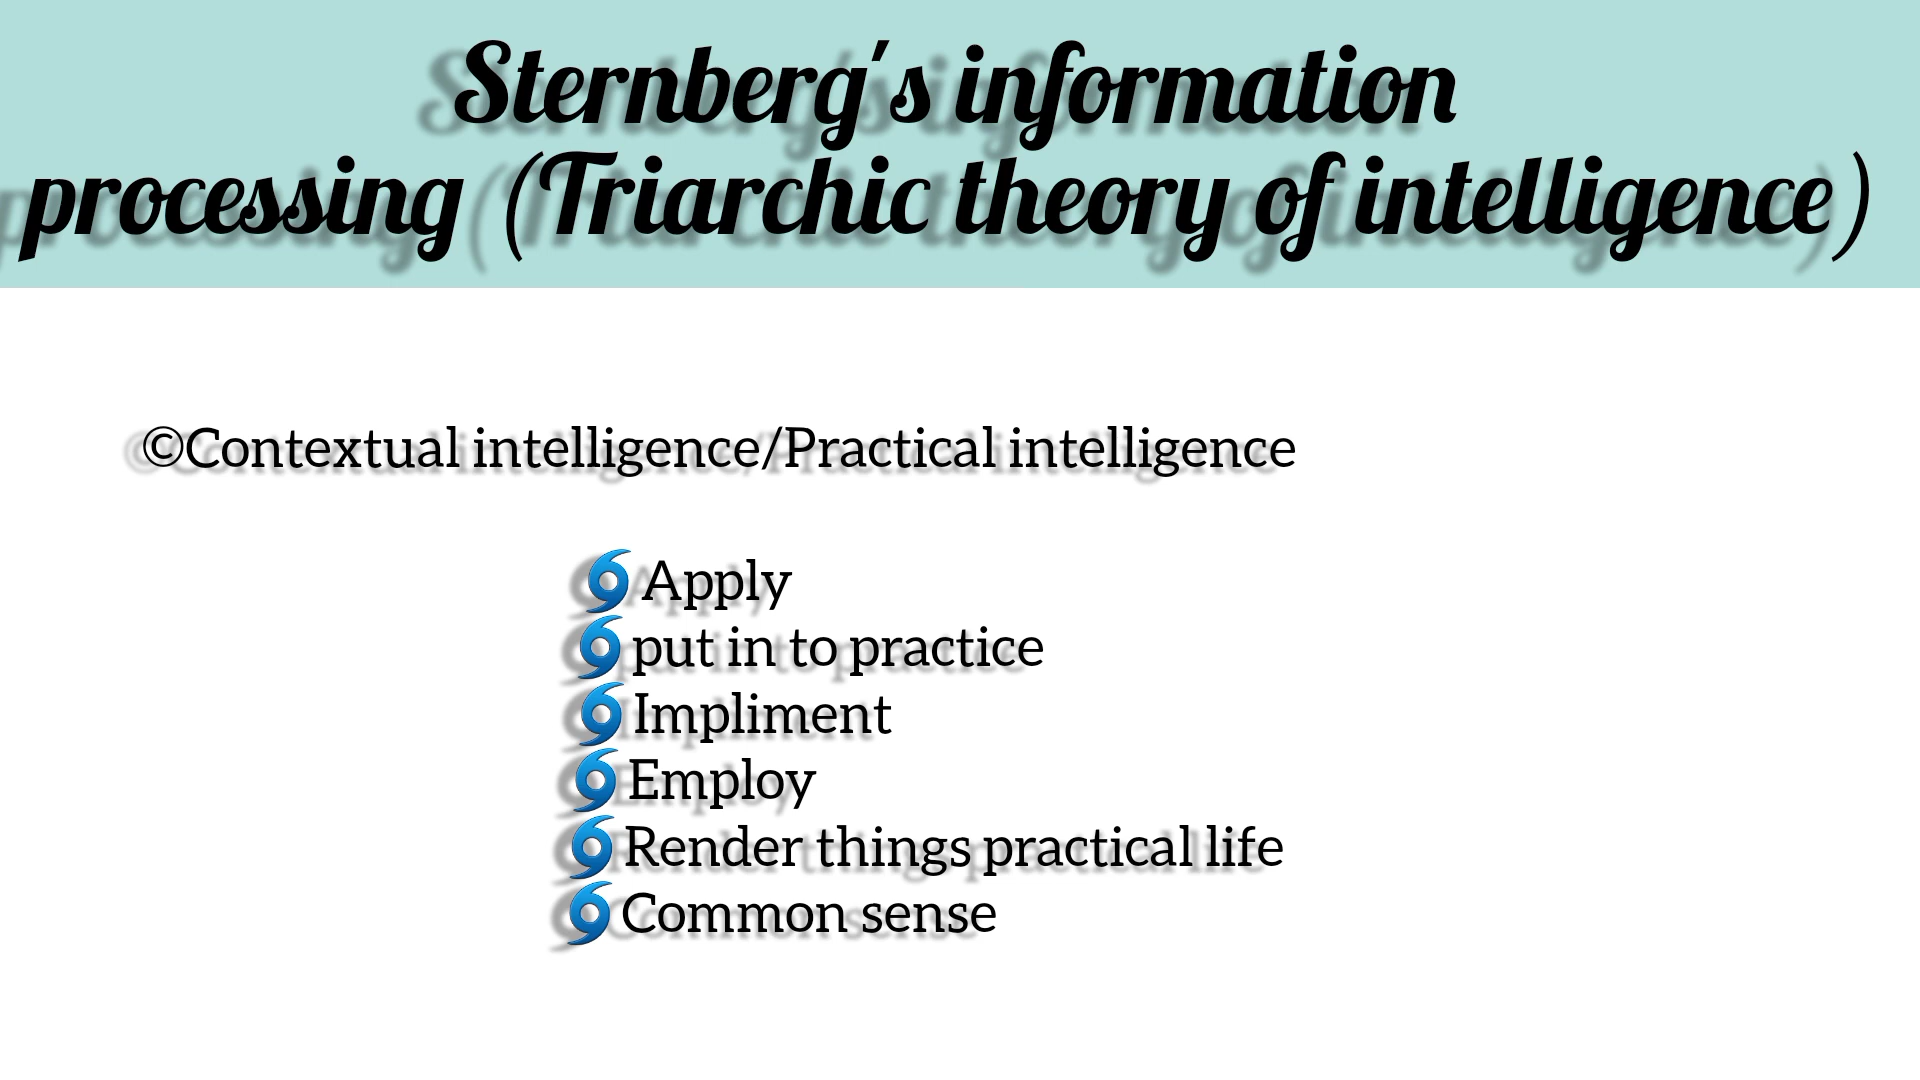 Sternberg's information
processing (Triarchic theory of intelligence)
©Contextual intelligence/Practical intelligence
🌀Apply
🌀put in to practice
🌀Impliment
🌀Employ
🌀Render things practical life
🌀Common sense